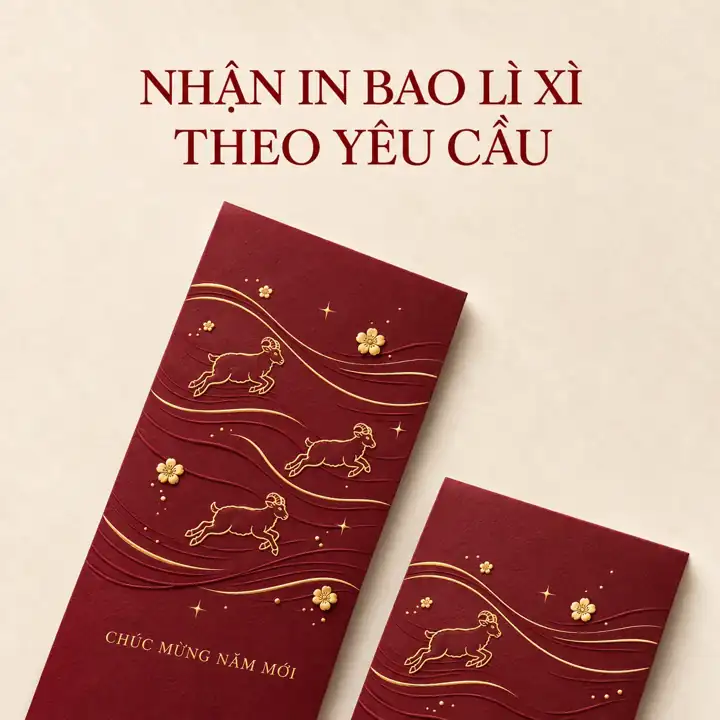 NHẬN IN BAO LÌ XÌ
THEO YÊU CẦU
CHÚC MỪNG NĂM MỚI